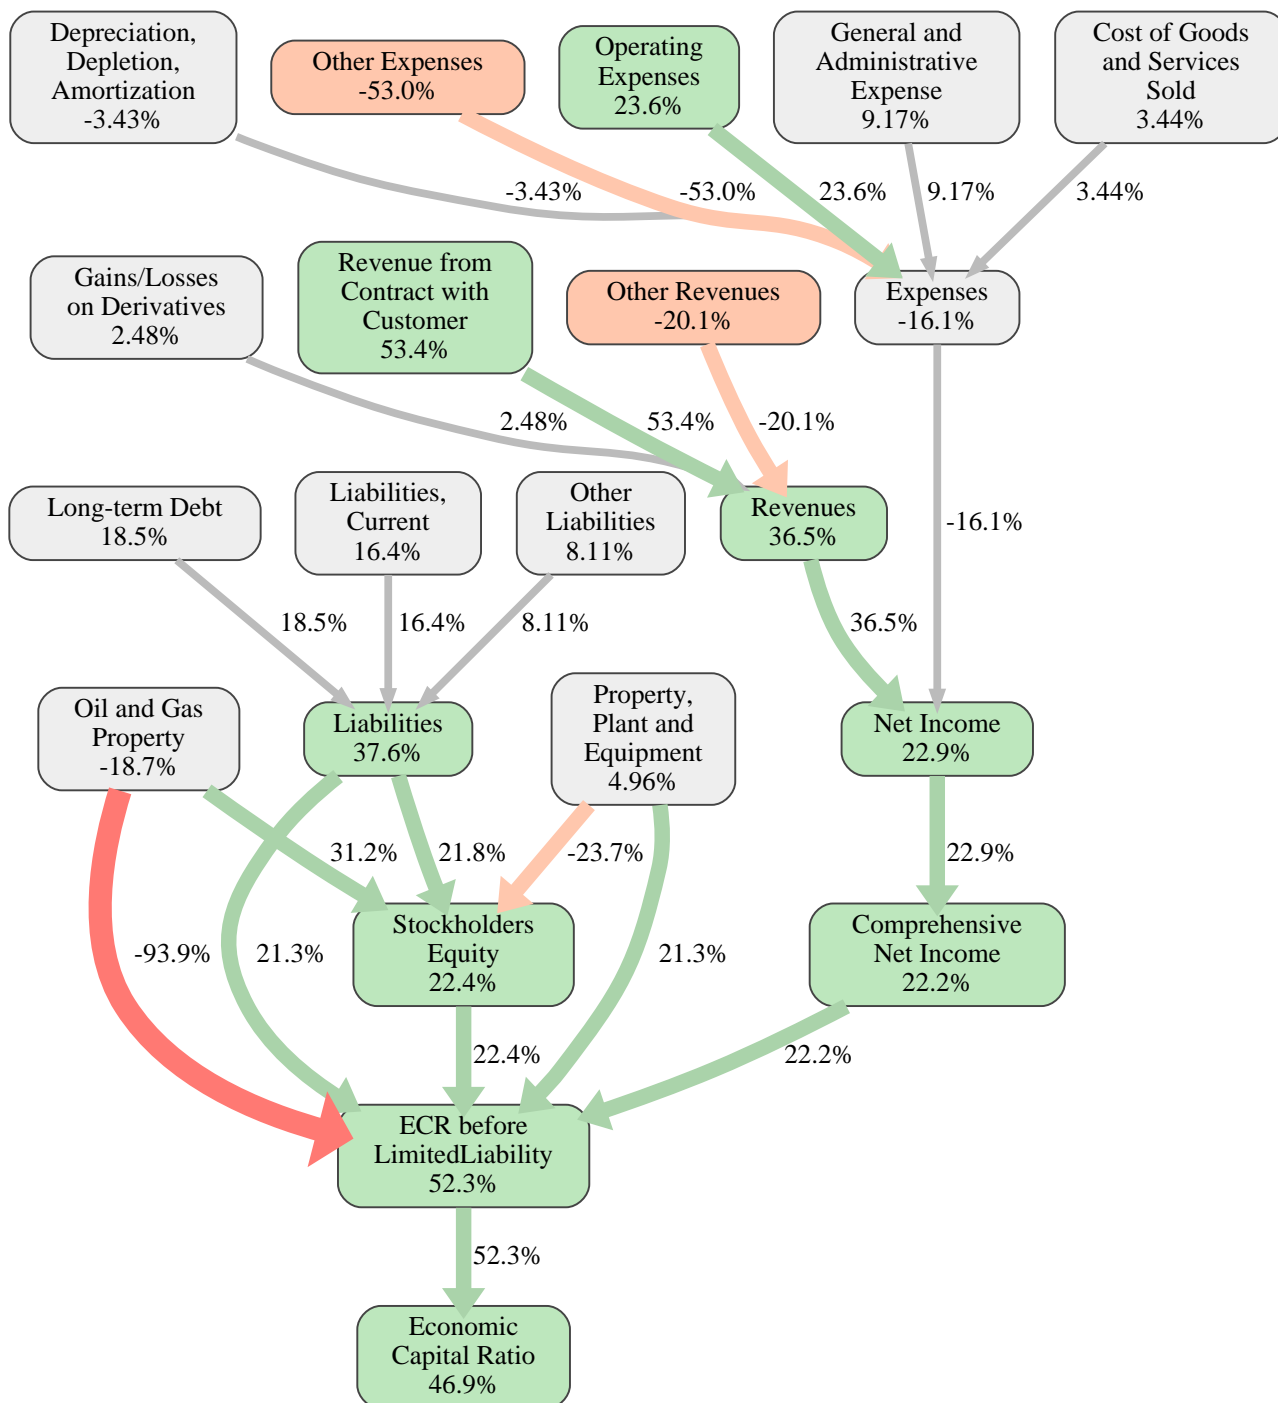 Depreciation,
Depletion,
Amortization
-3.43%
Other Expenses
-53.0%
Operating
Expenses
23.6%
General and
Administrative
Expense
9.17%
Cost of Goods
and Services
Sold
3.44%
-3.43%
-53.0%
23.6%
9.17%
3.44%
Gains/Losses
on Derivatives
2.48%
Revenue from
Contract with
Customer
53.4%
Other Revenues
-20.1%
Expenses
-16.1%
2.48%
53.4%
-20.1%
Long-term Debt
18.5%
Liabilities,
Current
16.4%
Other
Liabilities
8.11%
Revenues
36.5%
-16.1%
18.5%
16.4%
8.11%
36.5%
Oil and Gas
Property
-18.7%
Liabilities
37.6%
Property,
Plant and
Equipment
4.96%
Net Income
22.9%
31.2%
21.8%
-23.7%
22.9%
Stockholders
Equity
22.4%
Comprehensive
Net Income
22.2%
-93.9%
21.3%
21.3%
22.4%
22.2%
ECR before
LimitedLiability
52.3%
52.3%
Economic
Capital Ratio
46.9%